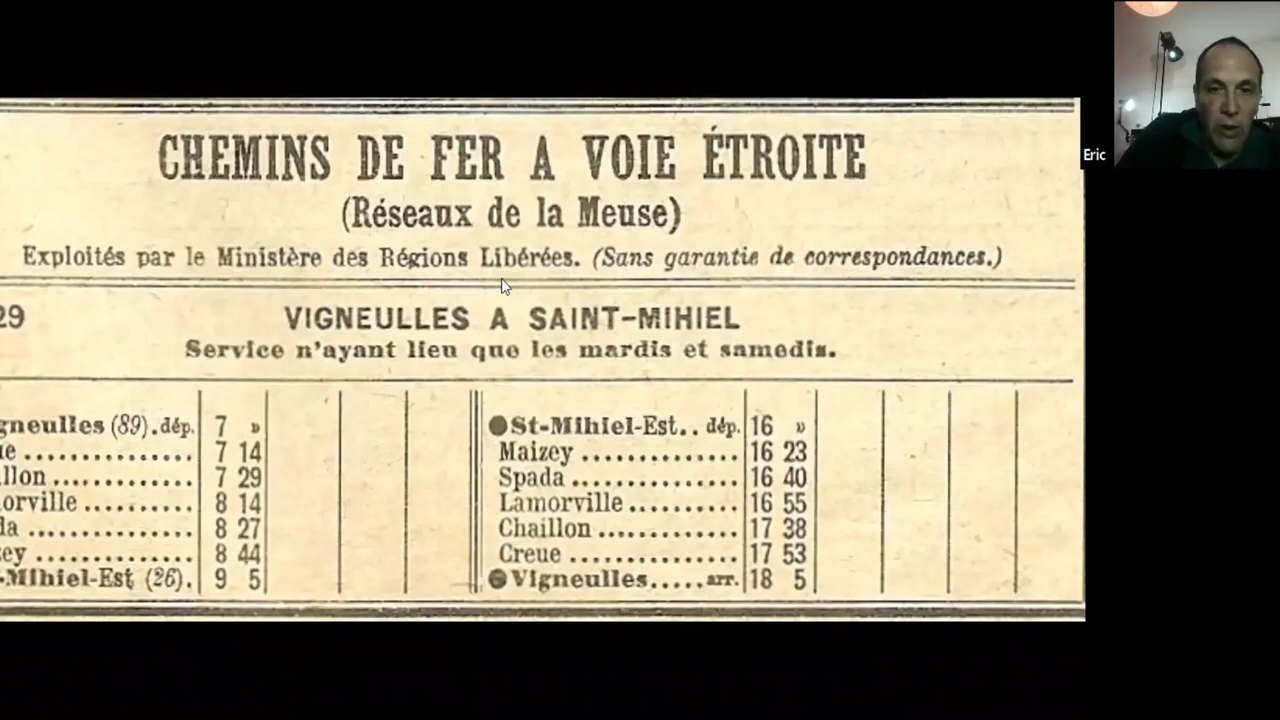 CHEMINS DE FER A VOIE ÉTROITE
(Réseaux de la Meuse)
Exploités par le Ministère des Régions Libérées. (Sans garantie de correspondances.)
29 VIGNEULLES A SAINT-MIHIEL
Service n'ayant lieu que les mardis et samedis.
gneulles (89). dép. 7 »
ue .............. 7 14
llon .............. 7 29
orville .......... 8 14
da .............. 8 27
zey .............. 8 44
-Mihiel-Est (26). 9 5
St-Mihiel-Est.. dép. 16 »
Maizey .............. 16 23
Spada .............. 16 40
Lamorville .......... 16 55
Chaillon ............ 17 38
Creue .............. 17 53
Vigneulles..... arr. 18 5
Eric